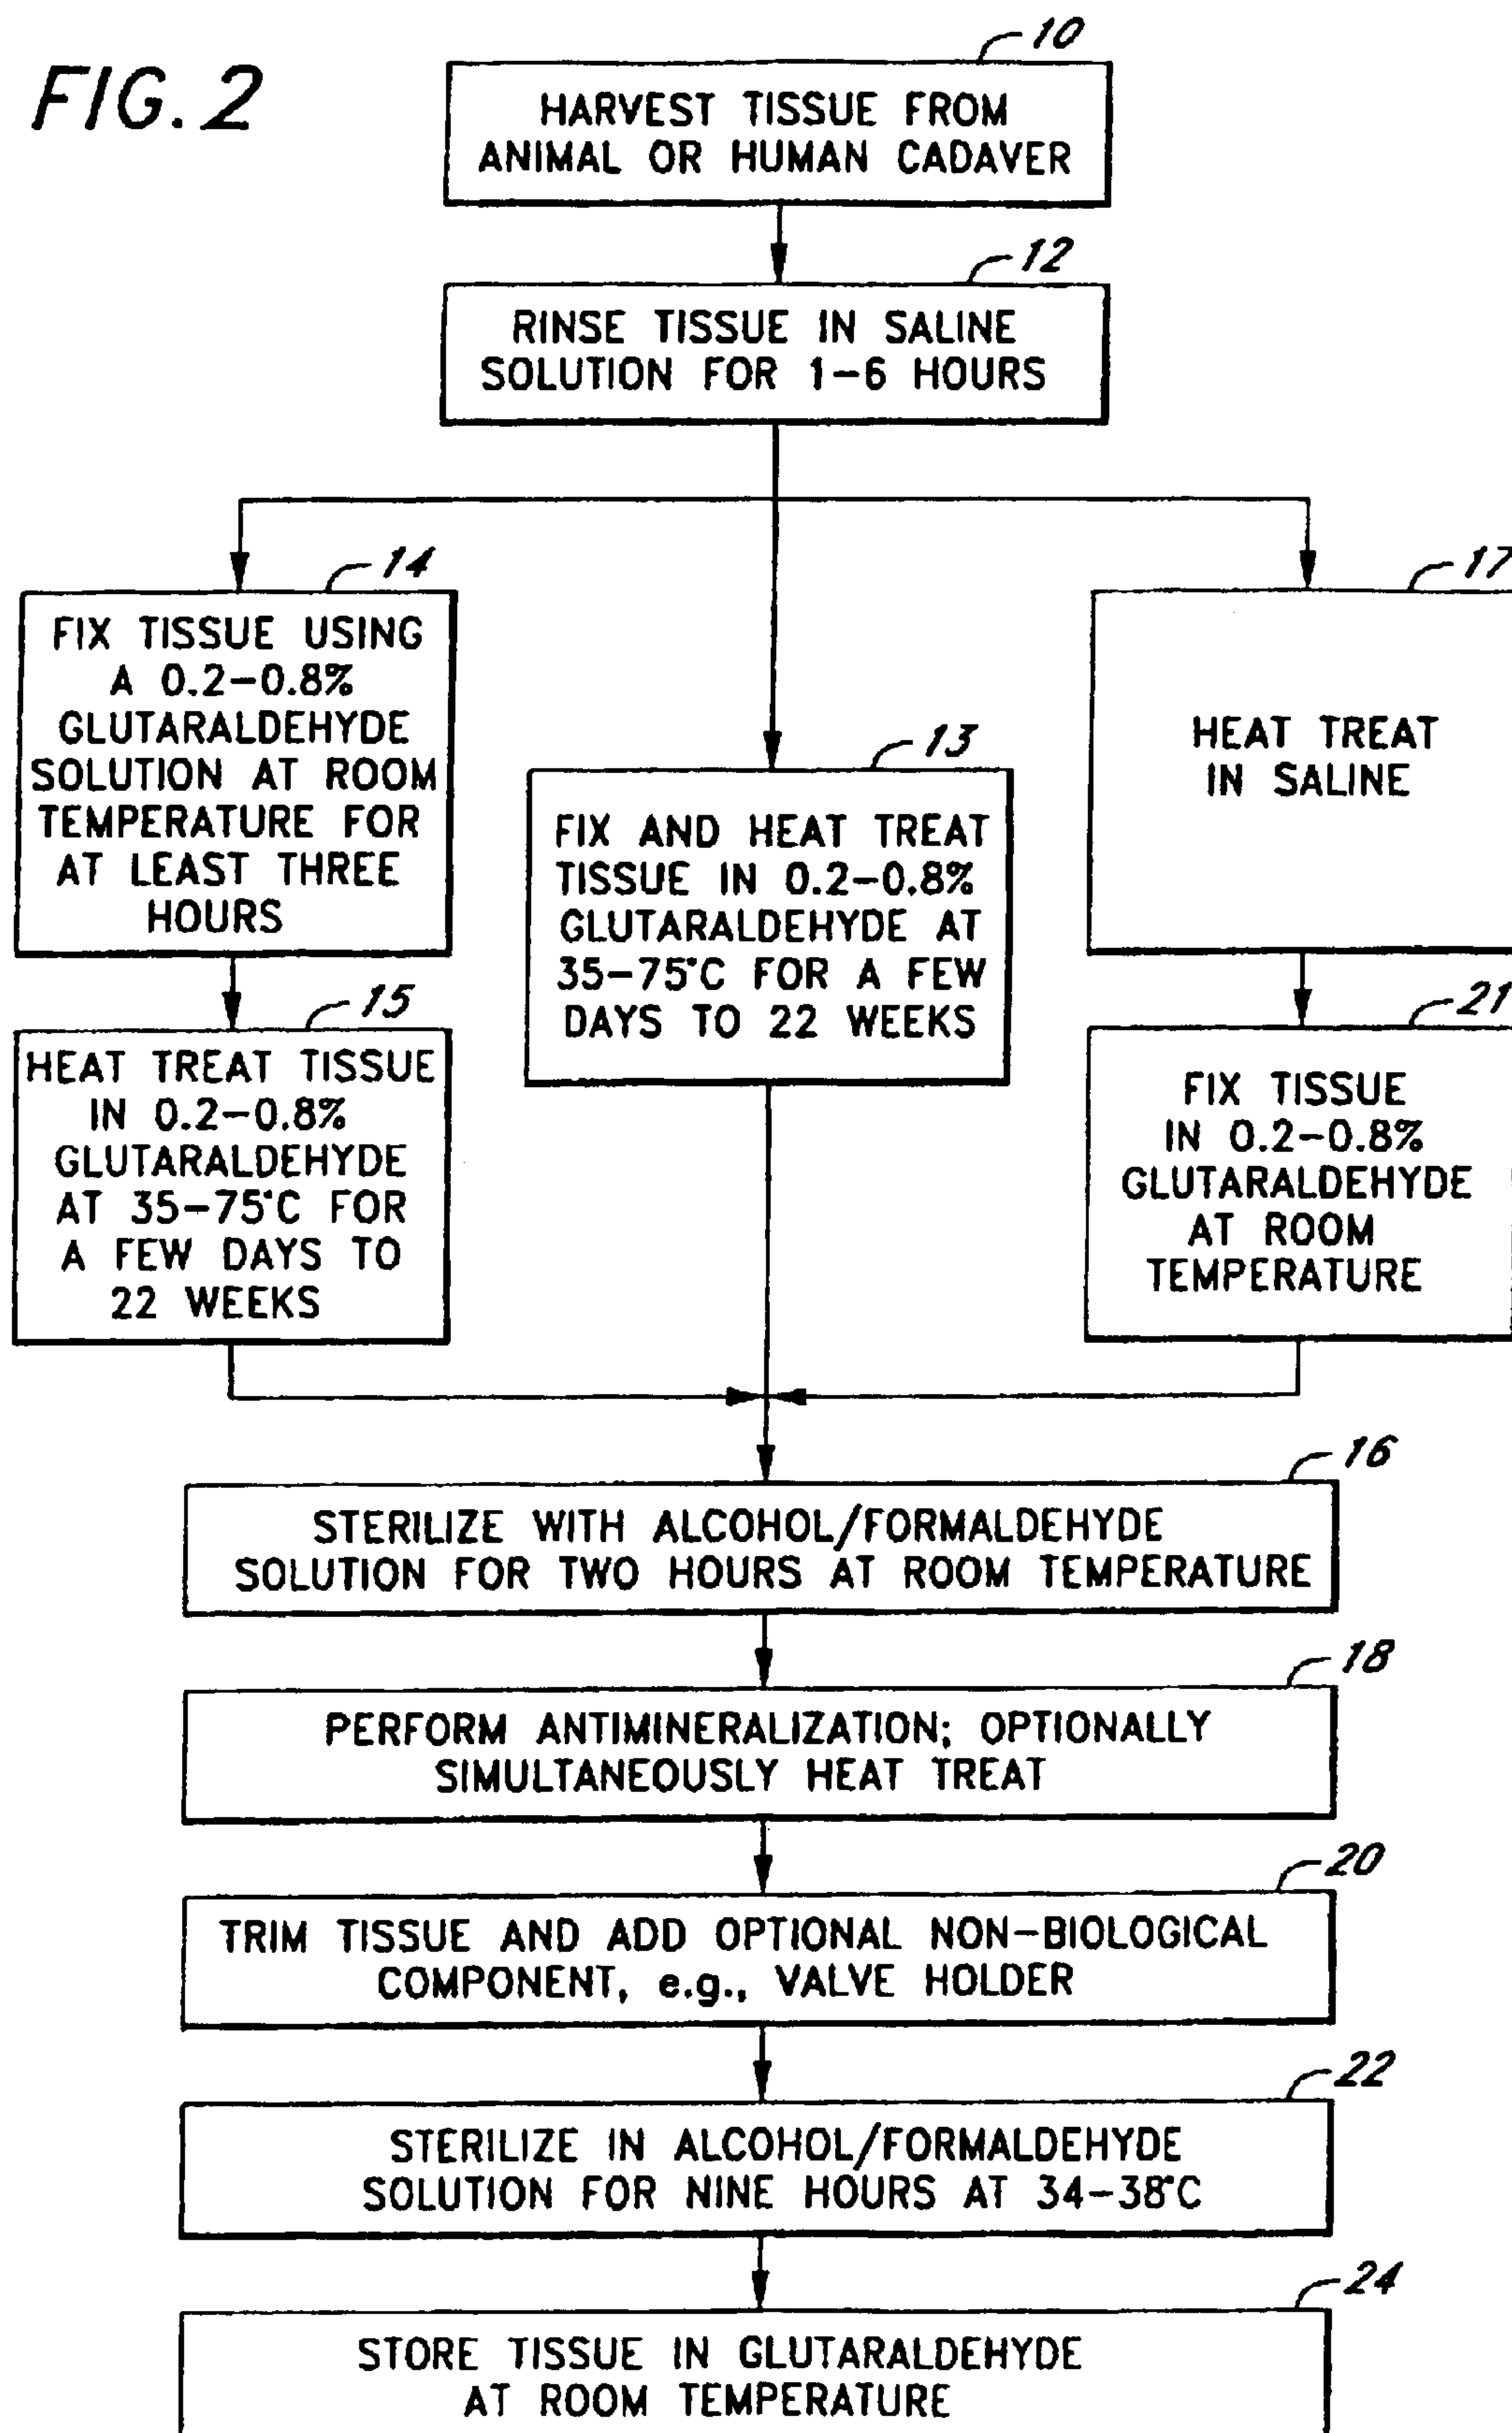 FIG. 2
10
HARVEST TISSUE FROM
ANIMAL OR HUMAN CADAVER
12
RINSE TISSUE IN SALINE
SOLUTION FOR 1-6 HOURS
14
FIX TISSUE USING
A 0.2-0.8%
GLUTARALDEHYDE
SOLUTION AT ROOM
TEMPERATURE FOR
AT LEAST THREE
HOURS
15
HEAT TREAT TISSUE
IN 0.2-0.8%
GLUTARALDEHYDE
AT 35-75°C FOR
A FEW DAYS TO
22 WEEKS
13
FIX AND HEAT TREAT
TISSUE IN 0.2-0.8%
GLUTARALDEHYDE AT
35-75°C FOR A FEW
DAYS TO 22 WEEKS
17
HEAT TREAT
IN SALINE
21
FIX TISSUE
IN 0.2-0.8%
GLUTARALDEHYDE
AT ROOM
TEMPERATURE
16
STERILIZE WITH ALCOHOL/FORMALDEHYDE
SOLUTION FOR TWO HOURS AT ROOM TEMPERATURE
18
PERFORM ANTIMINERALIZATION; OPTIONALLY
SIMULTANEOUSLY HEAT TREAT
20
TRIM TISSUE AND ADD OPTIONAL NON-BIOLOGICAL
COMPONENT, e.g., VALVE HOLDER
22
STERILIZE IN ALCOHOL/FORMALDEHYDE
SOLUTION FOR NINE HOURS AT 34-38°C
24
STORE TISSUE IN GLUTARALDEHYDE
AT ROOM TEMPERATURE